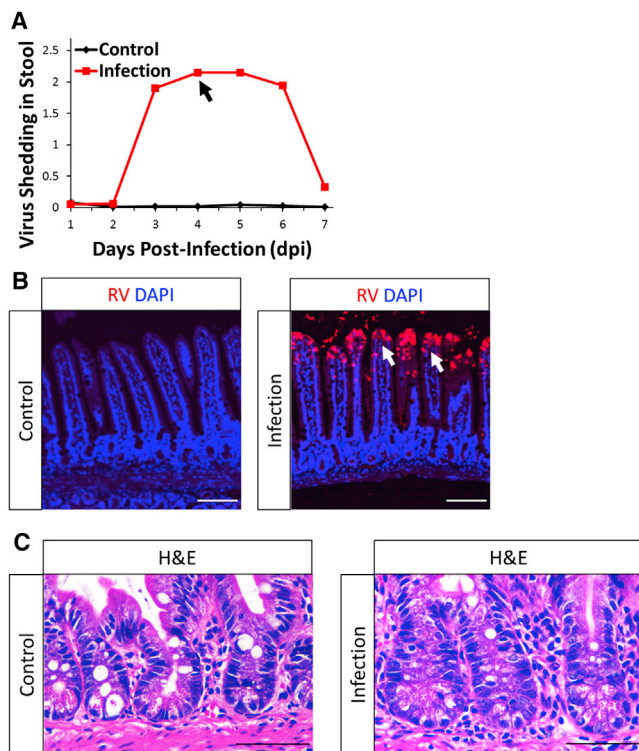 A
Virus Shedding in Stool
2.5
2
1.5
1
0.5
0
Control
Infection
1 2 3 4 5 6 7
Days Post-Infection (dpi)
B
RV DAPI
RV DAPI
Control
Infection
C
H&E
H&E
Control
Infection